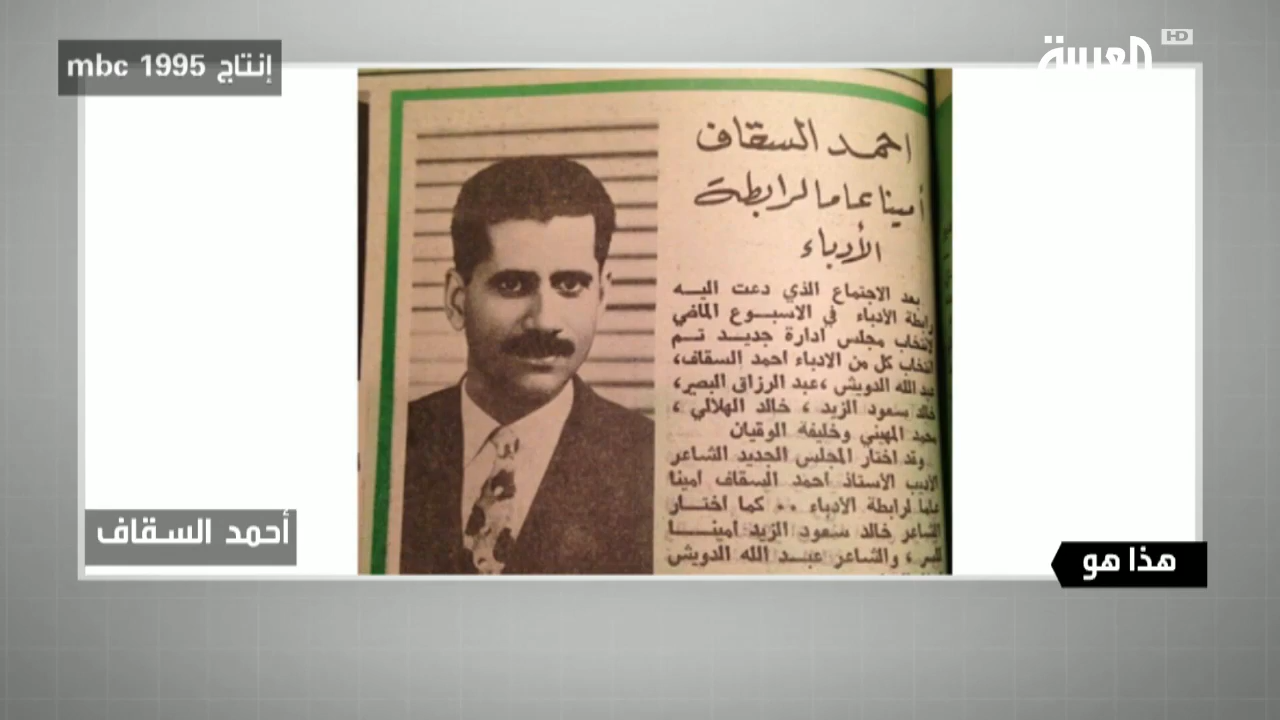 العربية HD
إنتاج mbc 1995
احمد السقاف
أمينا عاما لرابطة
الأدباء
بعد الاجتماع الذي دعت اليه
رابطة الأدباء في الاسبوع الماضي
لانتخاب مجلس ادارة جديد تم
انتخاب كل من الادباء احمد السقاف،
عبد الله الدويش ،عبد الرزاق البصير،
خالد سعود الزيد ، خالد الهلالي ،
محمد المهيني وخليفة الوقيان
وقد اختار المجلس الجديد الشاعر
الأديب الأستاذ احمد السقاف امينا
عاما لرابطة الأدباء .. كما اختار
الشاعر خالد سعود الزيد امينا
للسر ، والشاعر عبد الله الدويش
أحمد السقاف
هذا هو